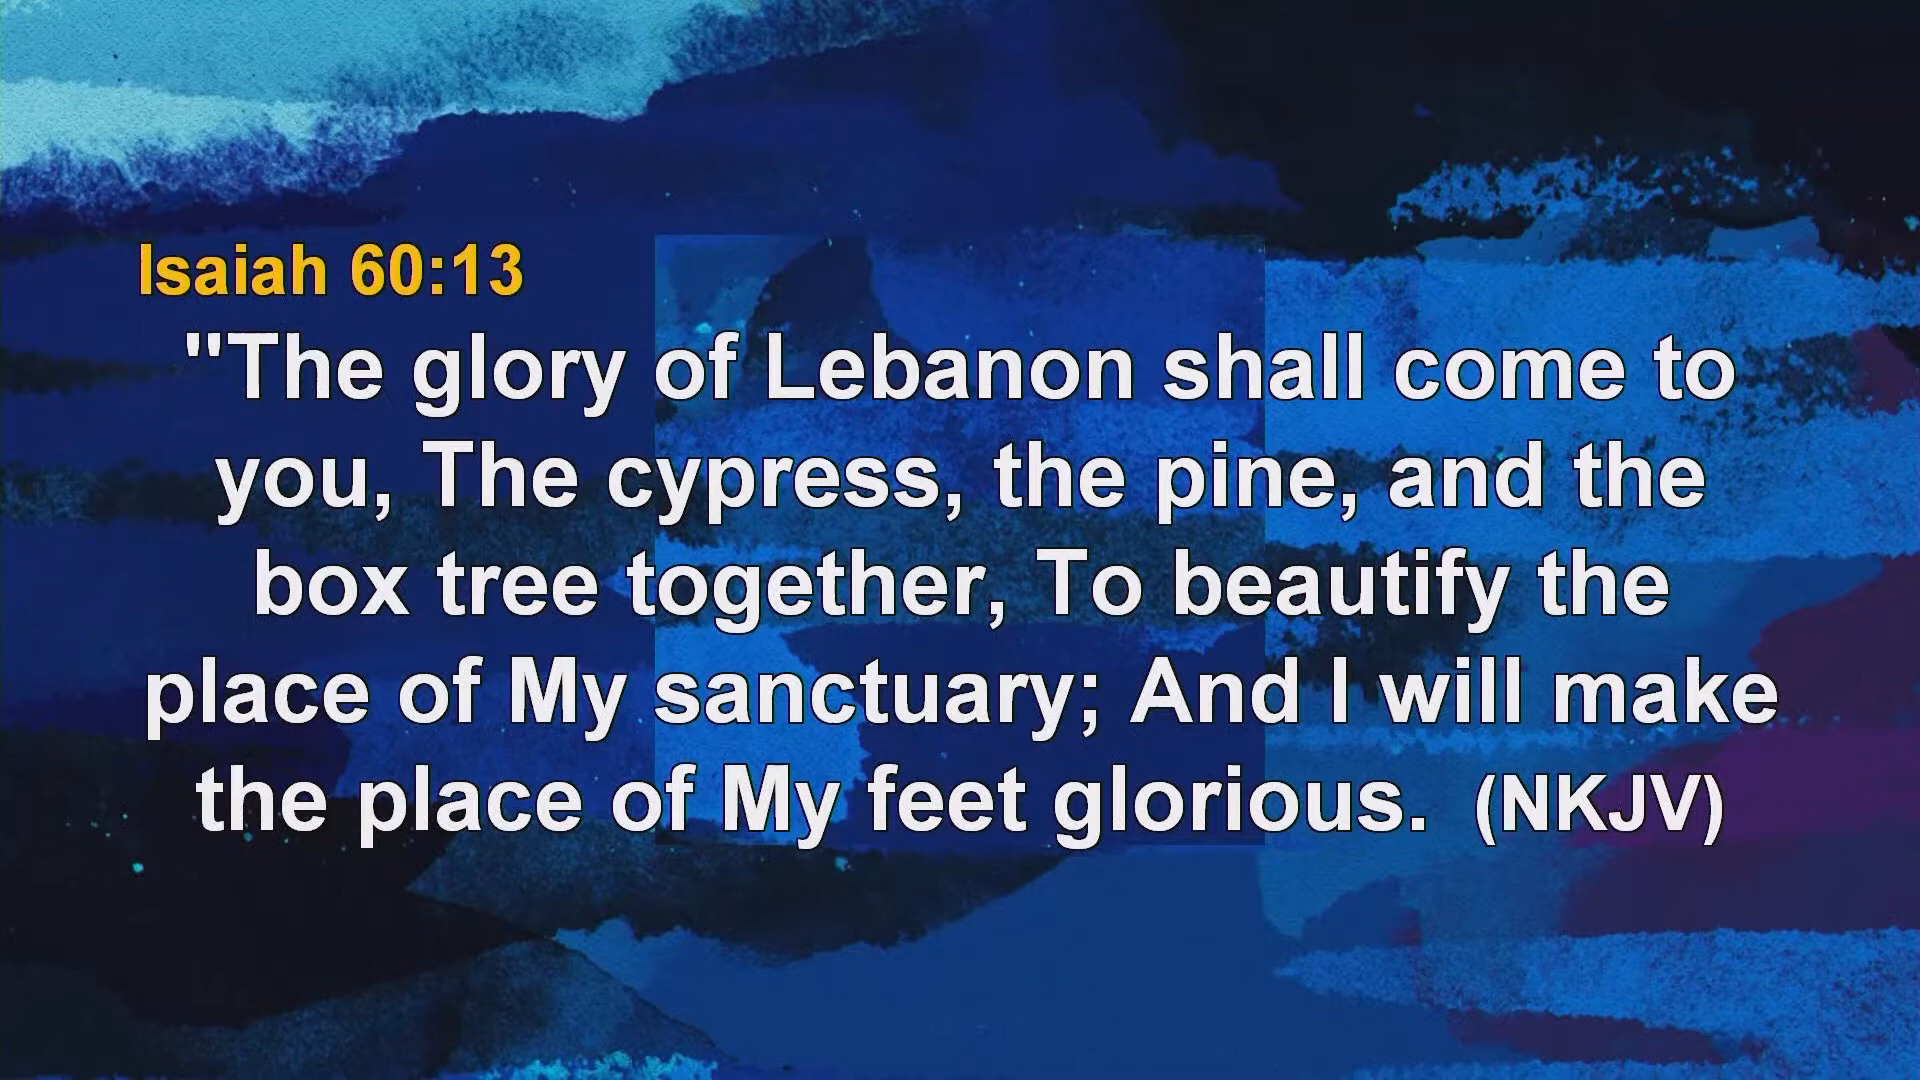 Isaiah 60:13
"The glory of Lebanon shall come to
you, The cypress, the pine, and the
box tree together, To beautify the
place of My sanctuary; And I will make
the place of My feet glorious. (NKJV)